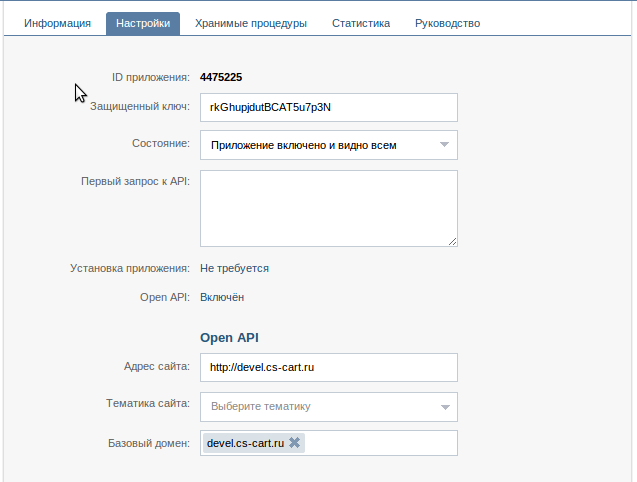 Информация Настройки Хранимые процедуры Статистика Руководство
ID приложения: 4475225
Защищенный ключ: rkGhupjdutBCAT5u7p3N
Состояние: Приложение включено и видно всем
Первый запрос к API:
Установка приложения: Не требуется
Open API: Включён
Open API
Адрес сайта: http://devel.cs-cart.ru
Тематика сайта: Выберите тематику
Базовый домен: devel.cs-cart.ru